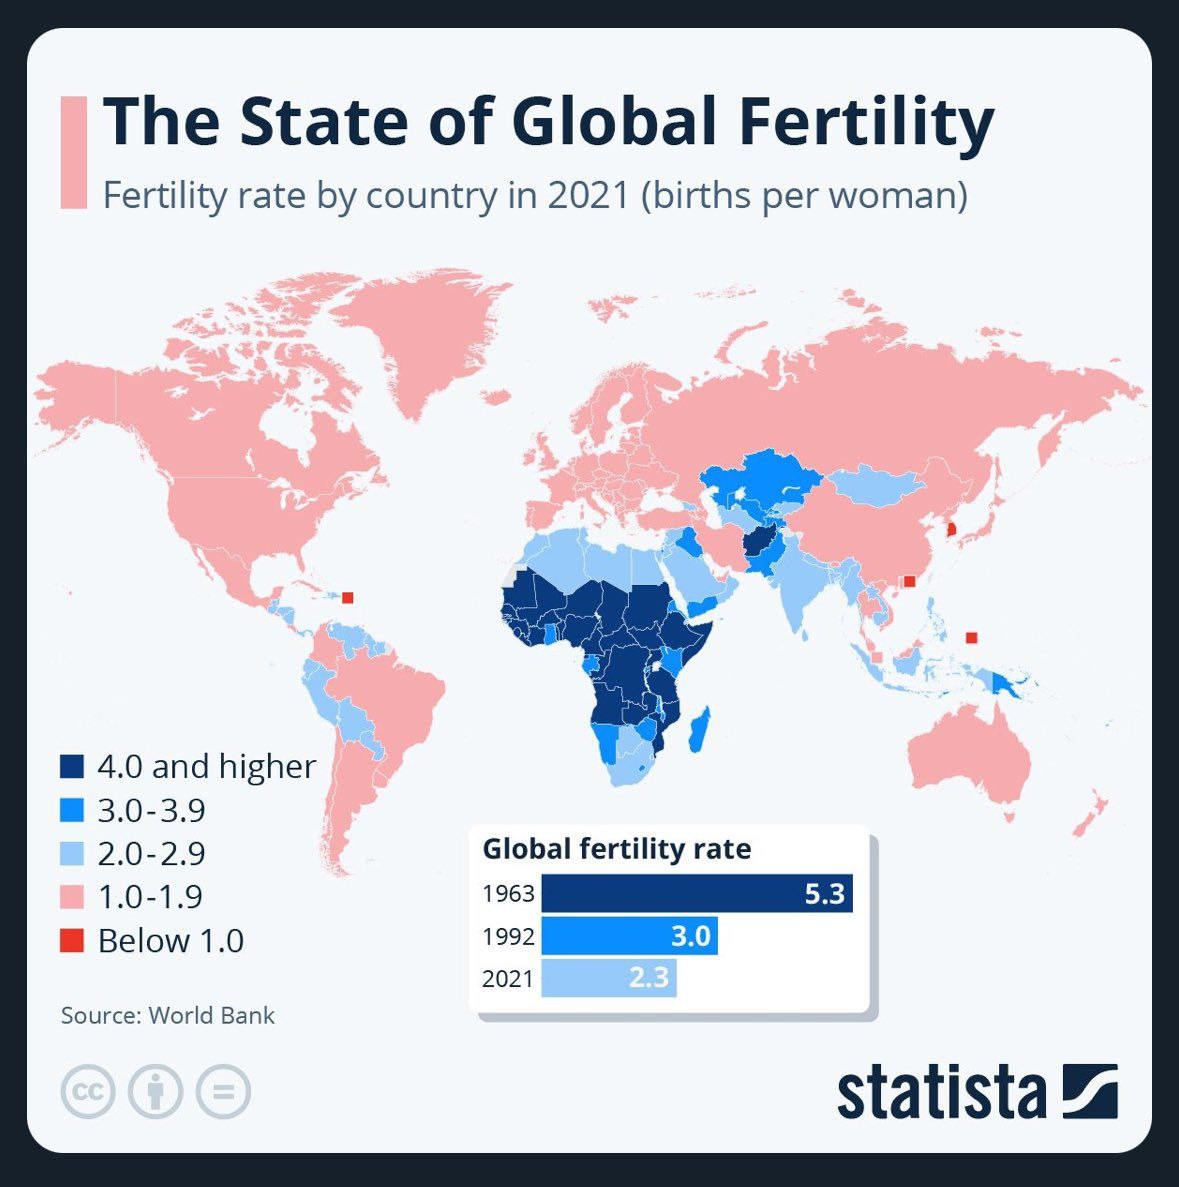 The State of Global Fertility
Fertility rate by country in 2021 (births per woman)
4.0 and higher
3.0-3.9
2.0-2.9
1.0-1.9
Below 1.0
Global fertility rate
1963 5.3
1992 3.0
2021 2.3
Source: World Bank
cc
statista